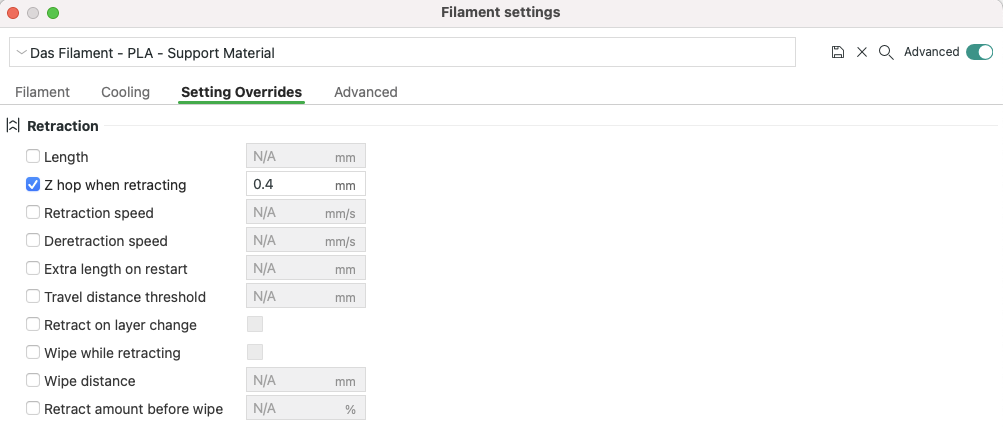 Filament settings
Das Filament - PLA - Support Material
Advanced
Filament Cooling Setting Overrides Advanced
Retraction
Length N/A mm
Z hop when retracting 0.4 mm
Retraction speed N/A mm/s
Deretraction speed N/A mm/s
Extra length on restart N/A mm
Travel distance threshold N/A mm
Retract on layer change
Wipe while retracting
Wipe distance N/A mm
Retract amount before wipe N/A %